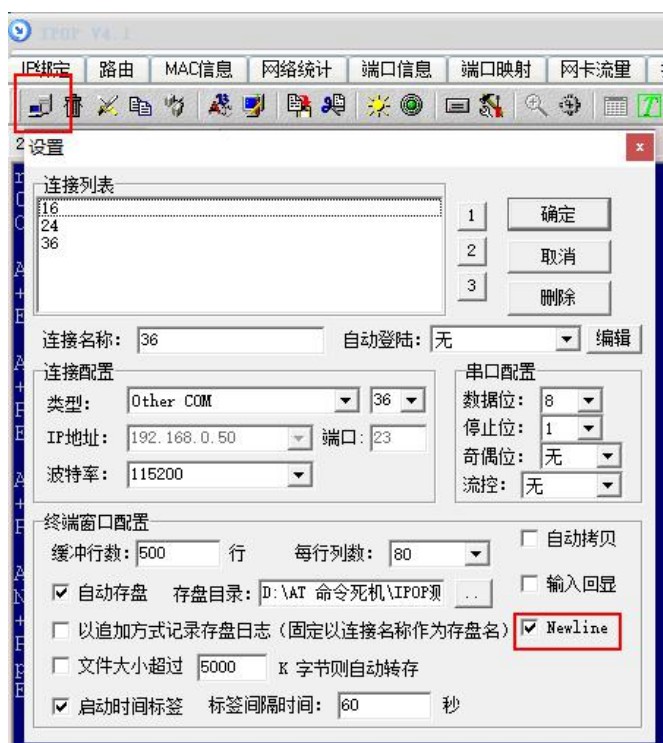 IPOP V4.1
IP绑定 路由 MAC信息 网络统计 端口信息 端口映射 网卡流量
设置
连接列表
16
24
36
1
2
3
确定
取消
删除
连接名称: 36 自动登陆: 无 编辑
连接配置
类型: Other COM 36
IP地址: 192.168.0.50 端口: 23
波特率: 115200
串口配置
数据位: 8
停止位: 1
奇偶位: 无
流控: 无
终端窗口配置
缓冲行数: 500 行 每行列数: 80 自动拷贝
自动存盘 存盘目录: D:\AT 命令死机\IPOP测 .. 输入回显
以追加方式记录存盘日志(固定以连接名称作为存盘名) Newline
文件大小超过 5000 K 字节则自动转存
启动时间标签 标签间隔时间: 60 秒